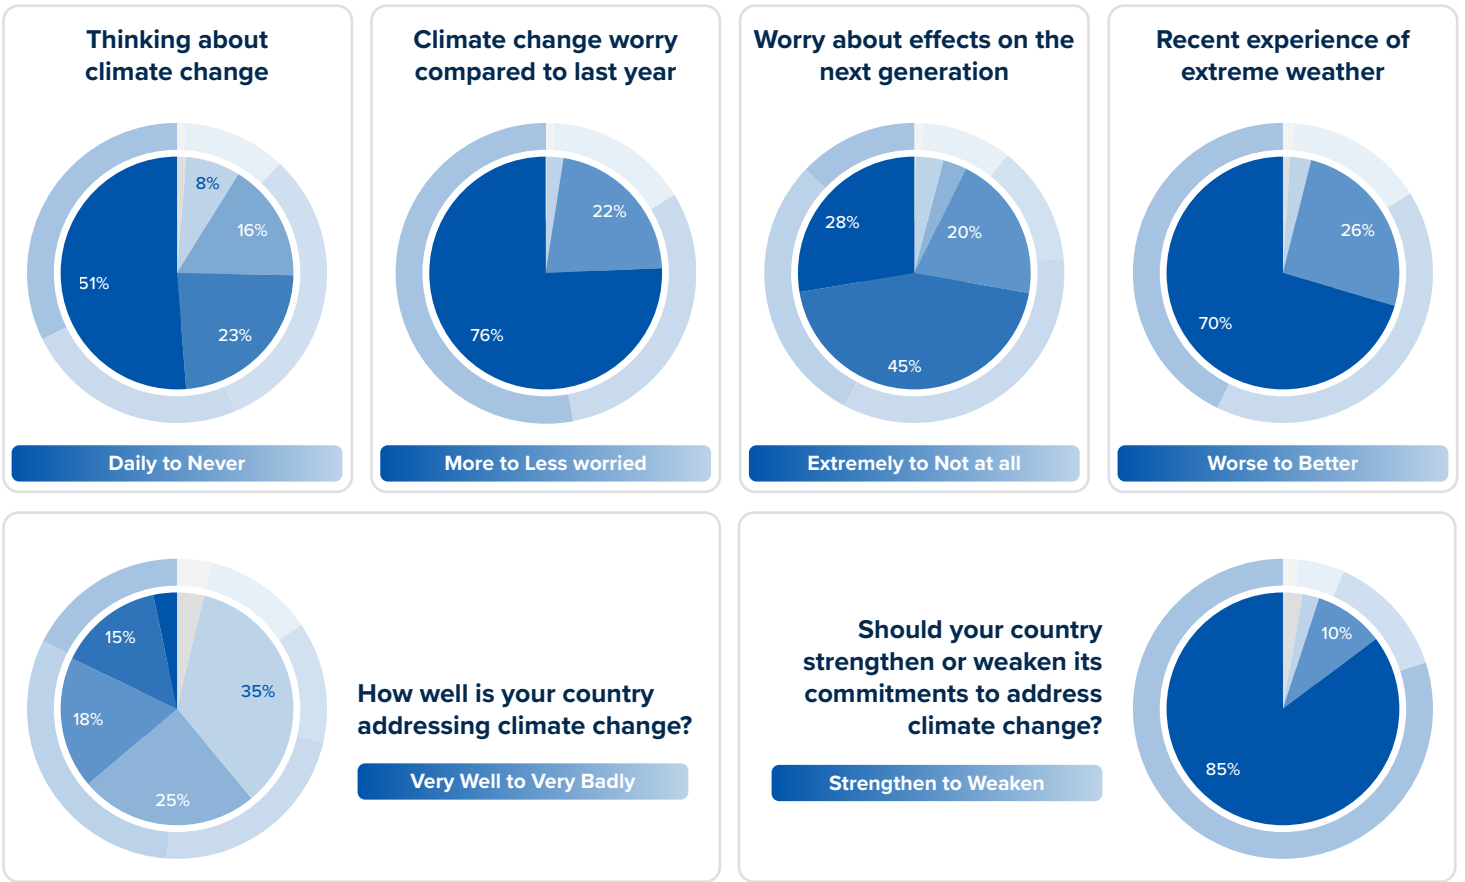 Thinking about
climate change
8%
16%
51%
23%
Daily to Never
Climate change worry
compared to last year
22%
76%
More to Less worried
Worry about effects on the
next generation
28%
20%
45%
Extremely to Not at all
Recent experience of
extreme weather
26%
70%
Worse to Better
15%
35%
18%
25%
How well is your country
addressing climate change?
Very Well to Very Badly
Should your country
strengthen or weaken its
commitments to address
climate change?
Strengthen to Weaken
10%
85%